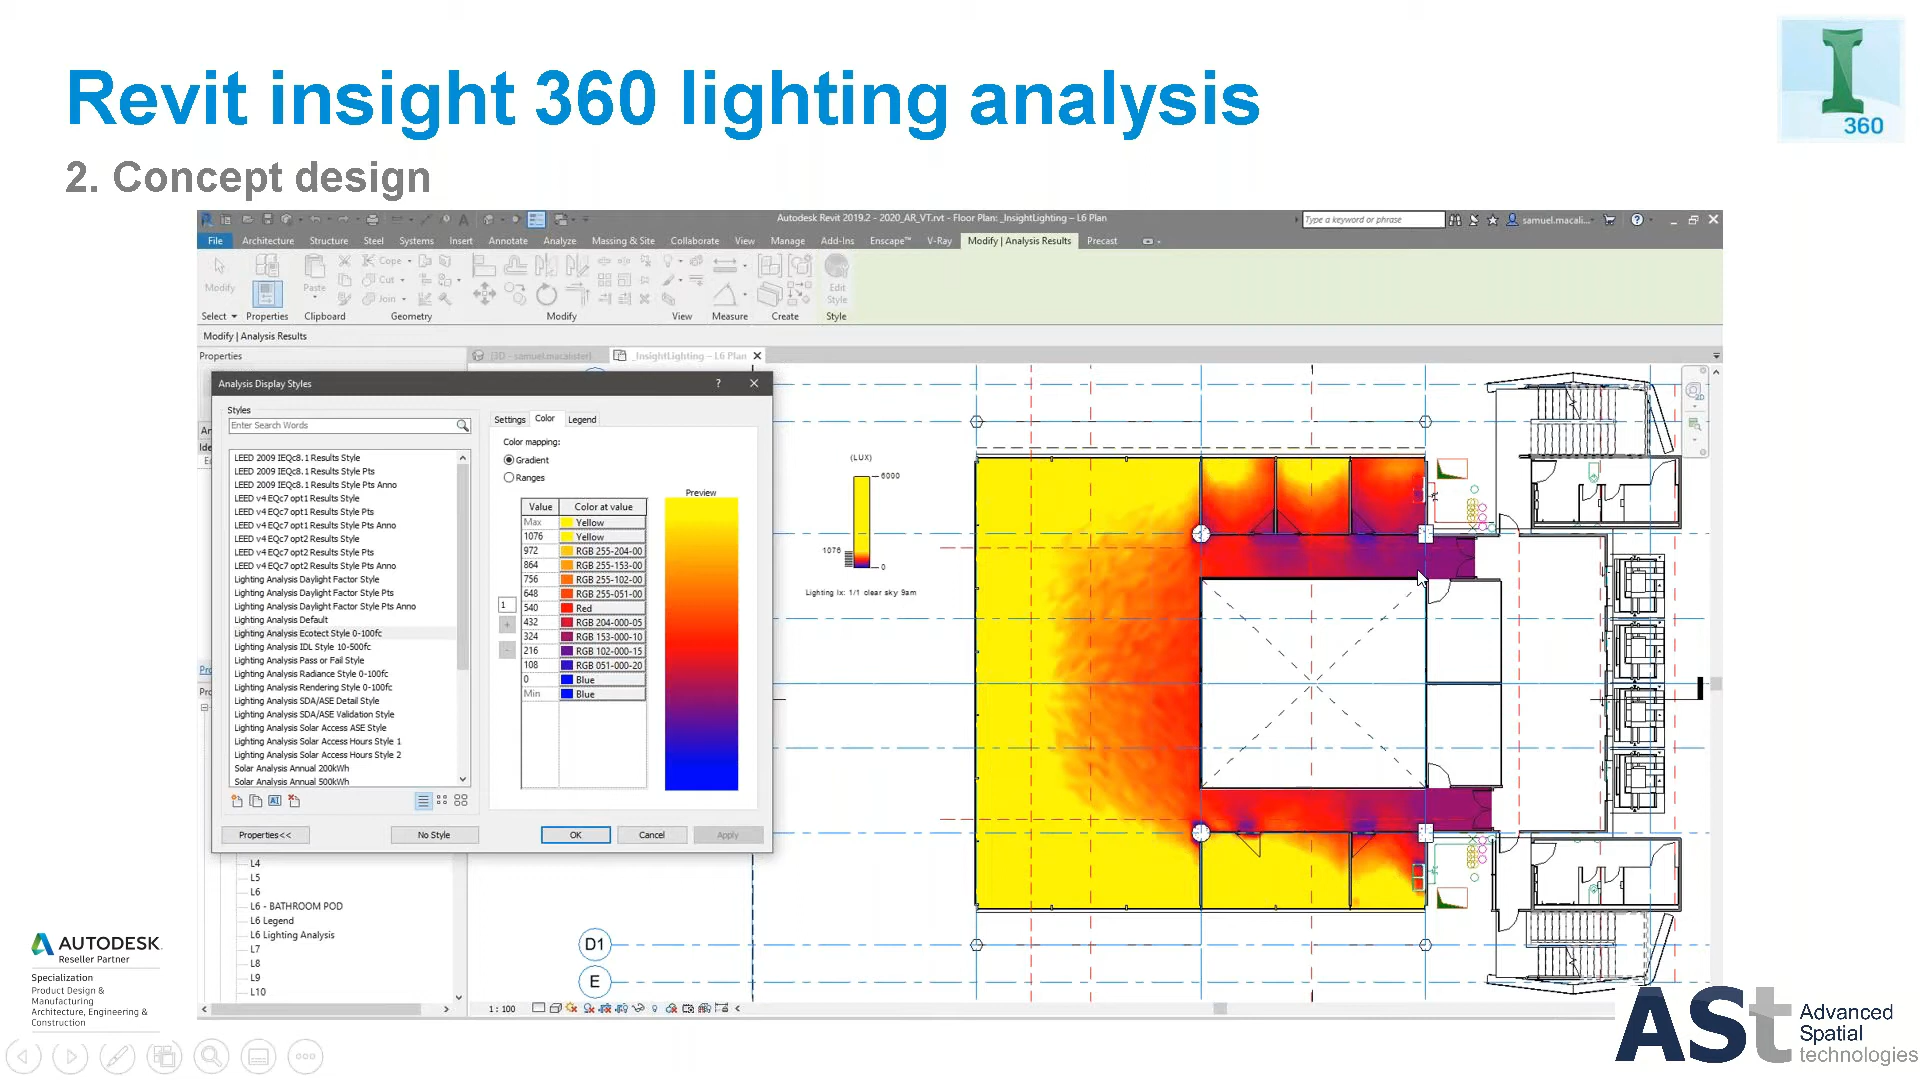 Revit insight 360 lighting analysis
360
2. Concept design
Autodesk Revit 2019.2 - 2020_AR_VT.rvt - Floor Plan: _InsightLighting – L6 Plan
Type a keyword or phrase
samuel.macali...
File Architecture Structure Steel Systems Insert Annotate Analyze Massing & Site Collaborate View Manage Add-Ins Enscape™ V-Ray Modify | Analysis Results Precast
Modify
Paste
Cope
Cut
Join
Edit
Style
Select Properties Clipboard Geometry Modify View Measure Create Style
Modify | Analysis Results
Properties
(3D - samuel.macalister)
_InsightLighting – L6 Plan
Analysis Display Styles
Styles
Enter Search Words
LEED 2009 IEQc8.1 Results Style
LEED 2009 IEQc8.1 Results Style Pts
LEED 2009 IEQc8.1 Results Style Pts Anno
LEED v4 EQc7 opt1 Results Style
LEED v4 EQc7 opt1 Results Style Pts
LEED v4 EQc7 opt1 Results Style Pts Anno
LEED v4 EQc7 opt2 Results Style
LEED v4 EQc7 opt2 Results Style Pts
LEED v4 EQc7 opt2 Results Style Pts Anno
Lighting Analysis Daylight Factor Style
Lighting Analysis Daylight Factor Style Pts
Lighting Analysis Daylight Factor Style Pts Anno
Lighting Analysis Default
Lighting Analysis Ecotect Style 0-100fc
Lighting Analysis IDL Style 10-500fc
Lighting Analysis Pass or Fail Style
Lighting Analysis Radiance Style 0-100fc
Lighting Analysis Rendering Style 0-100fc
Lighting Analysis SDA/ASE Detail Style
Lighting Analysis SDA/ASE Validation Style
Lighting Analysis Solar Access ASE Style
Lighting Analysis Solar Access Hours Style 1
Lighting Analysis Solar Access Hours Style 2
Solar Analysis Annual 200kWh
Solar Analysis Annual 500kWh
Properties<<
No Style
Settings Color Legend
Color mapping:
Gradient
Ranges
Preview
Value Color at value
Max Yellow
1076 Yellow
972 RGB 255-204-00
864 RGB 255-153-00
756 RGB 255-102-00
648 RGB 255-051-00
540 Red
432 RGB 204-000-05
324 RGB 153-000-10
216 RGB 102-000-15
108 RGB 051-000-20
0 Blue
Min Blue
1
+
-
OK
Cancel
Apply
(LUX)
6000
1076
0
Lighting lx: 1/1 clear sky 9am
L4
L5
L6
L6 - BATHROOM POD
L6 Legend
L6 Lighting Analysis
L7
L8
L9
L10
D1
E
1 : 100
AUTODESK.
Reseller Partner
Specialization
Product Design &
Manufacturing
Architecture, Engineering &
Construction
ASt
Advanced
Spatial
technologies